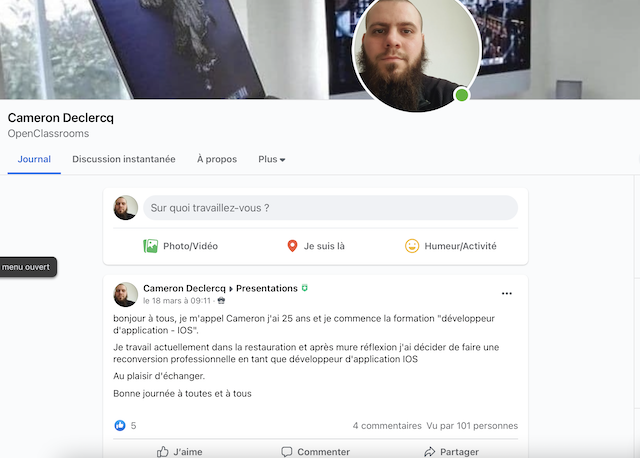 Cameron Declercq
OpenClassrooms
Journal Discussion instantanée À propos Plus
Sur quoi travaillez-vous ?
Photo/Vidéo Je suis là Humeur/Activité
menu ouvert
Cameron Declercq Presentations
le 18 mars à 09:11 ·
bonjour à tous, je m'appel Cameron j'ai 25 ans et je commence la formation "développeur
d'application - IOS".
Je travail actuellement dans la restauration et après mure réflexion j'ai décider de faire une
reconversion professionnelle en tant que développeur d'application IOS
Au plaisir d'échanger.
Bonne journée à toutes et à tous
5 4 commentaires Vu par 101 personnes
J'aime Commenter Partager